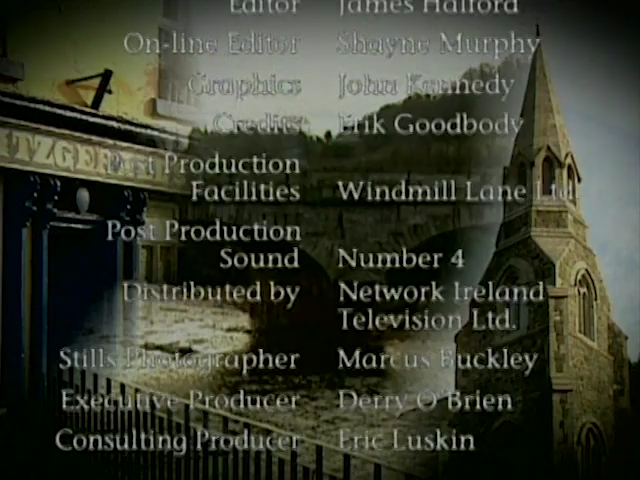 Editor James Halford
On-line Editor Shayne Murphy
Graphics John Kennedy
Credits Erik Goodbody
ITZGER
Post Production
Facilities Windmill Lane Ltd
Post Production
Sound Number 4
Distributed by Network Ireland
Television Ltd.
Stills Photographer Marcus Buckley
Executive Producer Derry O'Brien
Consulting Producer Eric Luskin